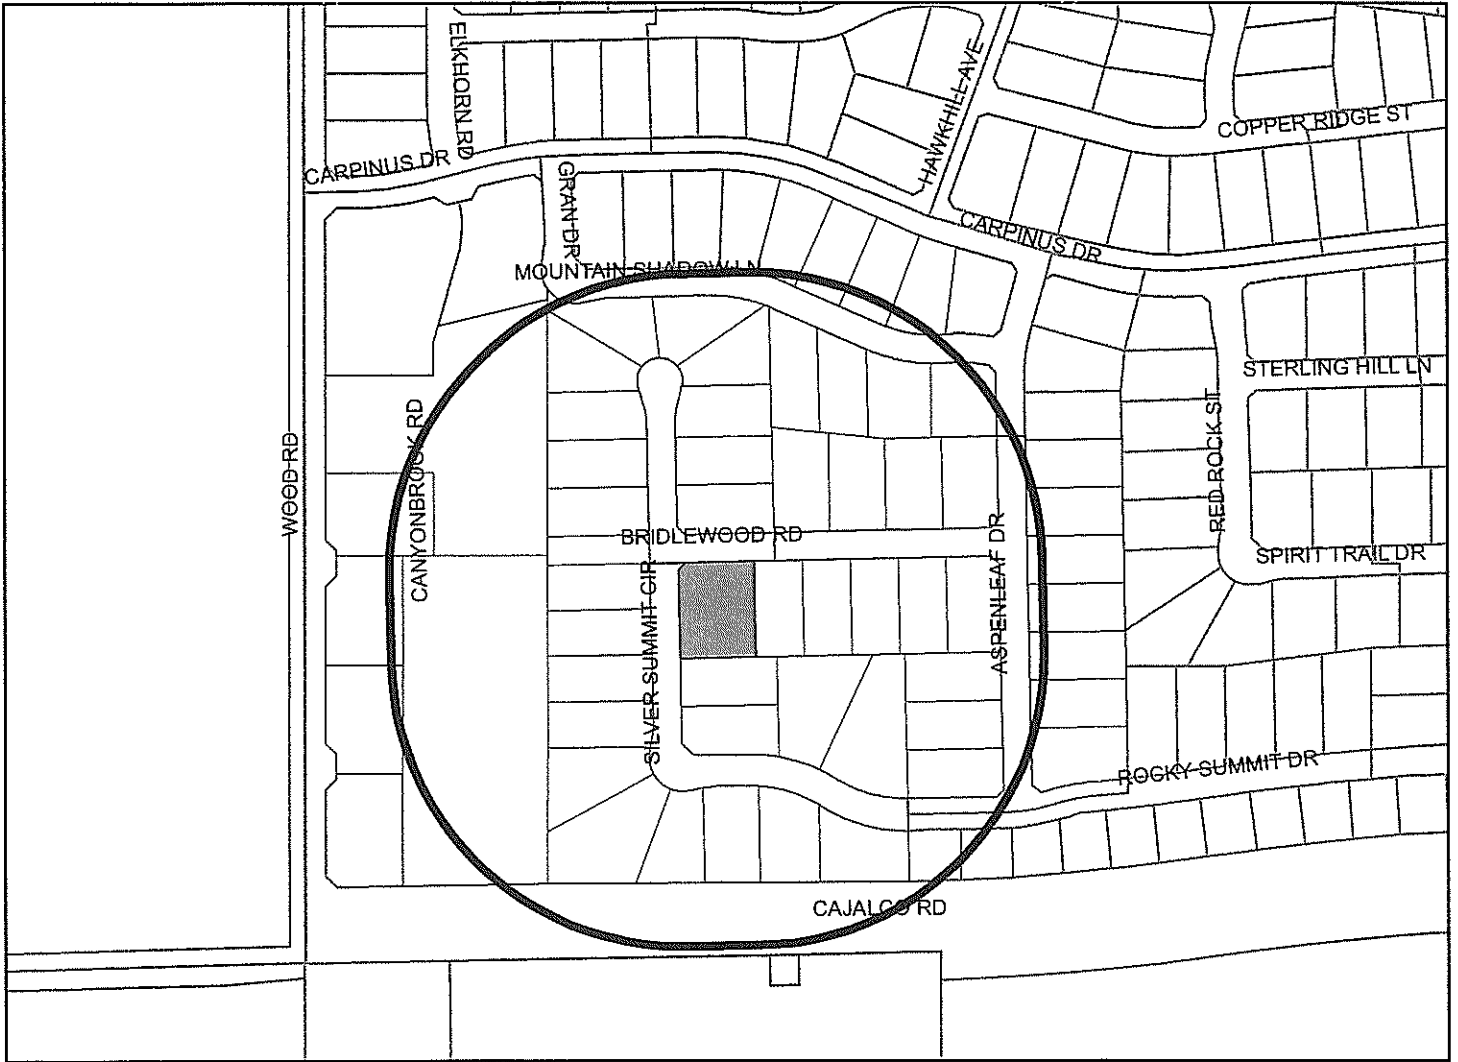 ELKHORN RD
HAWKHILL AVE
COPPER RIDGE ST
CARPINUS DR
GRAN DR
CARPINUS DR
MOUNTAIN SHADOW LN
STERLING HILL LN
CANYONBROOK RD
RED ROCK ST
WOOD RD
BRIDLEWOOD RD
ASPENLEAF DR
SPIRIT TRAIL DR
SILVER SUMMIT CIR
ROCKY SUMMIT DR
CAJALCO RD